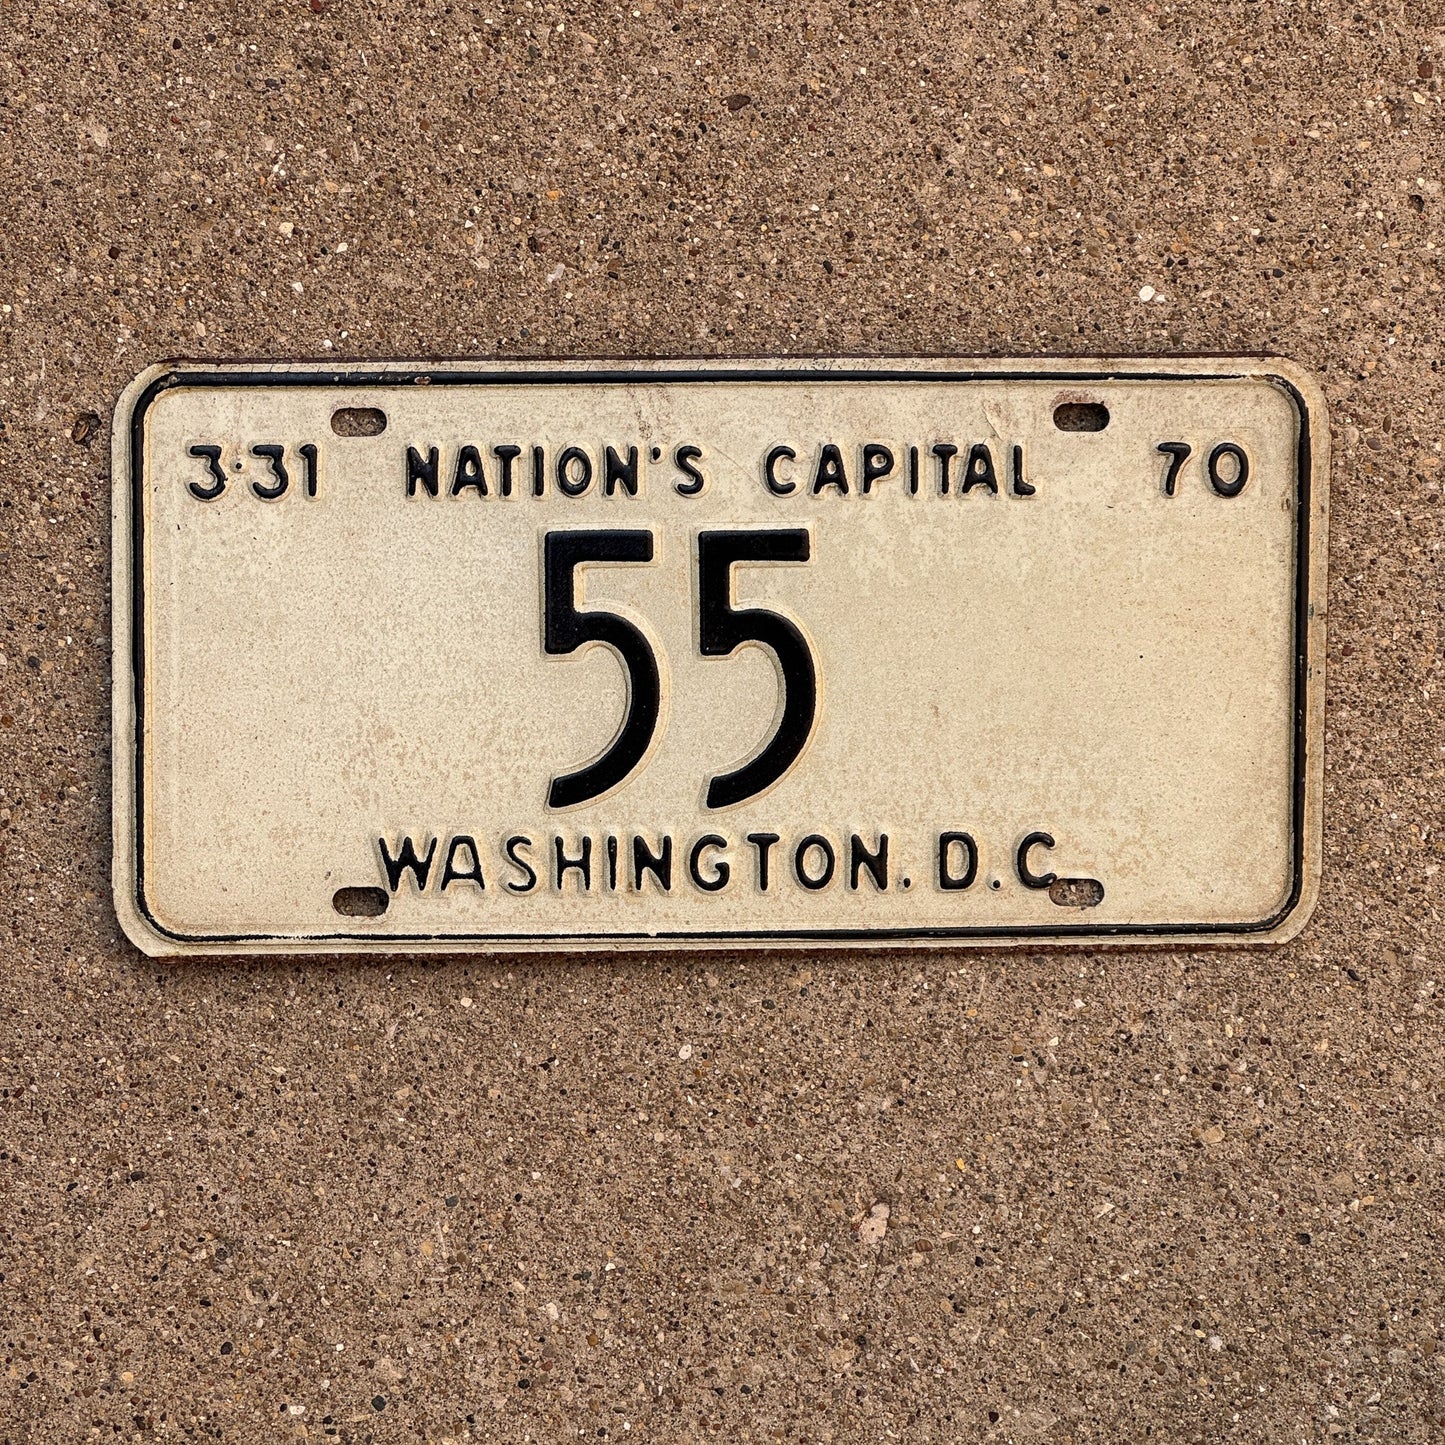 3·31 NATION'S CAPITAL 70
55
WASHINGTON. D.C